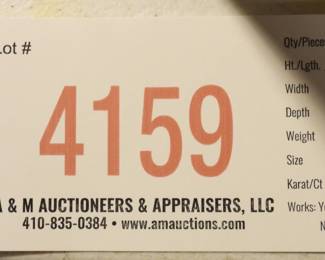 Lot #
4159
A & M AUCTIONEERS & APPRAISERS, LLC
410-835-0384 • www.amauctions.com
Qty/Piece
Ht./Lgth.
Width
Depth
Weight
Size
Karat/Ct
Works: